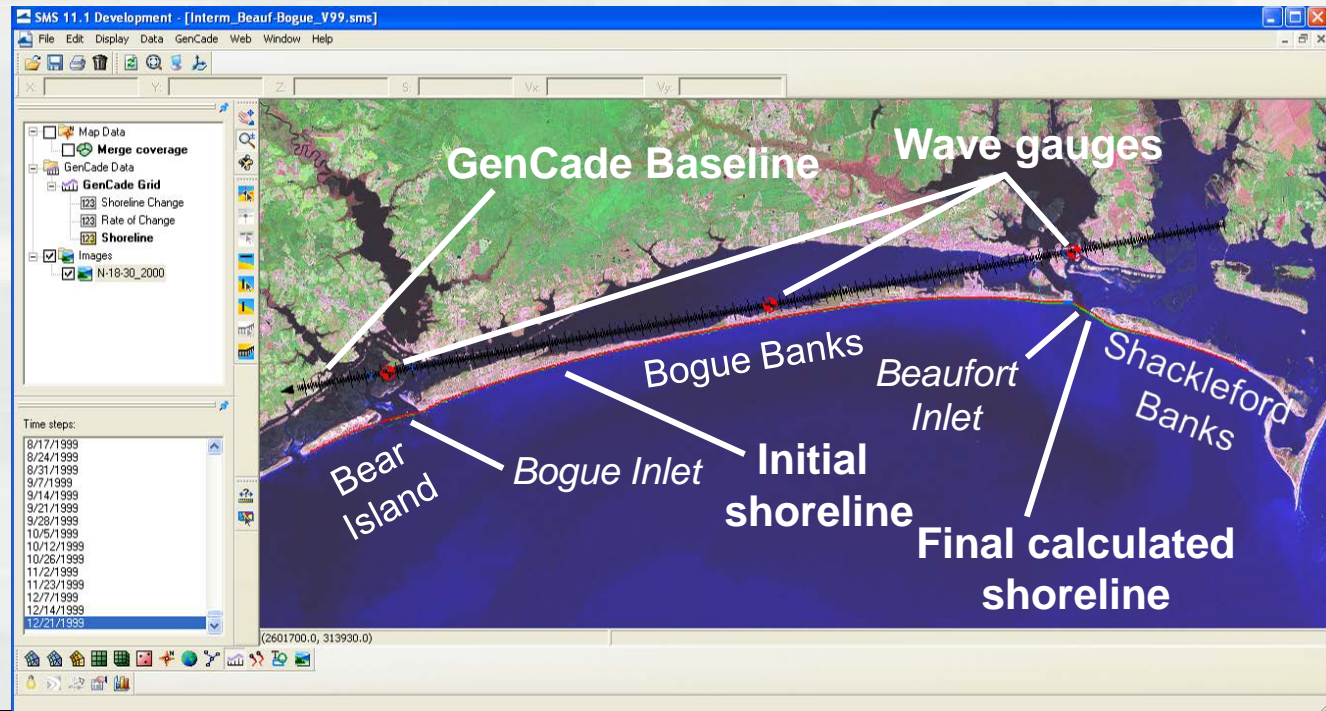 SMS 11.1 Development - [Interm_Beauf-Bogue_V99.sms]
File Edit Display Data GenCade Web Window Help
X: Y: Z: S: Vx: Vy:
Map Data
Merge coverage
GenCade Data
GenCade Grid
123 Shoreline Change
123 Rate of Change
123 Shoreline
Images
N-18-30_2000
Time steps:
8/17/1999
8/24/1999
8/31/1999
9/7/1999
9/14/1999
9/21/1999
9/28/1999
10/5/1999
10/12/1999
10/26/1999
11/2/1999
11/23/1999
12/7/1999
12/14/1999
12/21/1999
GenCade Baseline
Wave gauges
Bogue Banks
Beaufort
Inlet
Shackleford
Banks
Bear
Island
Bogue Inlet
Initial
shoreline
Final calculated
shoreline
(2601700.0, 313930.0)